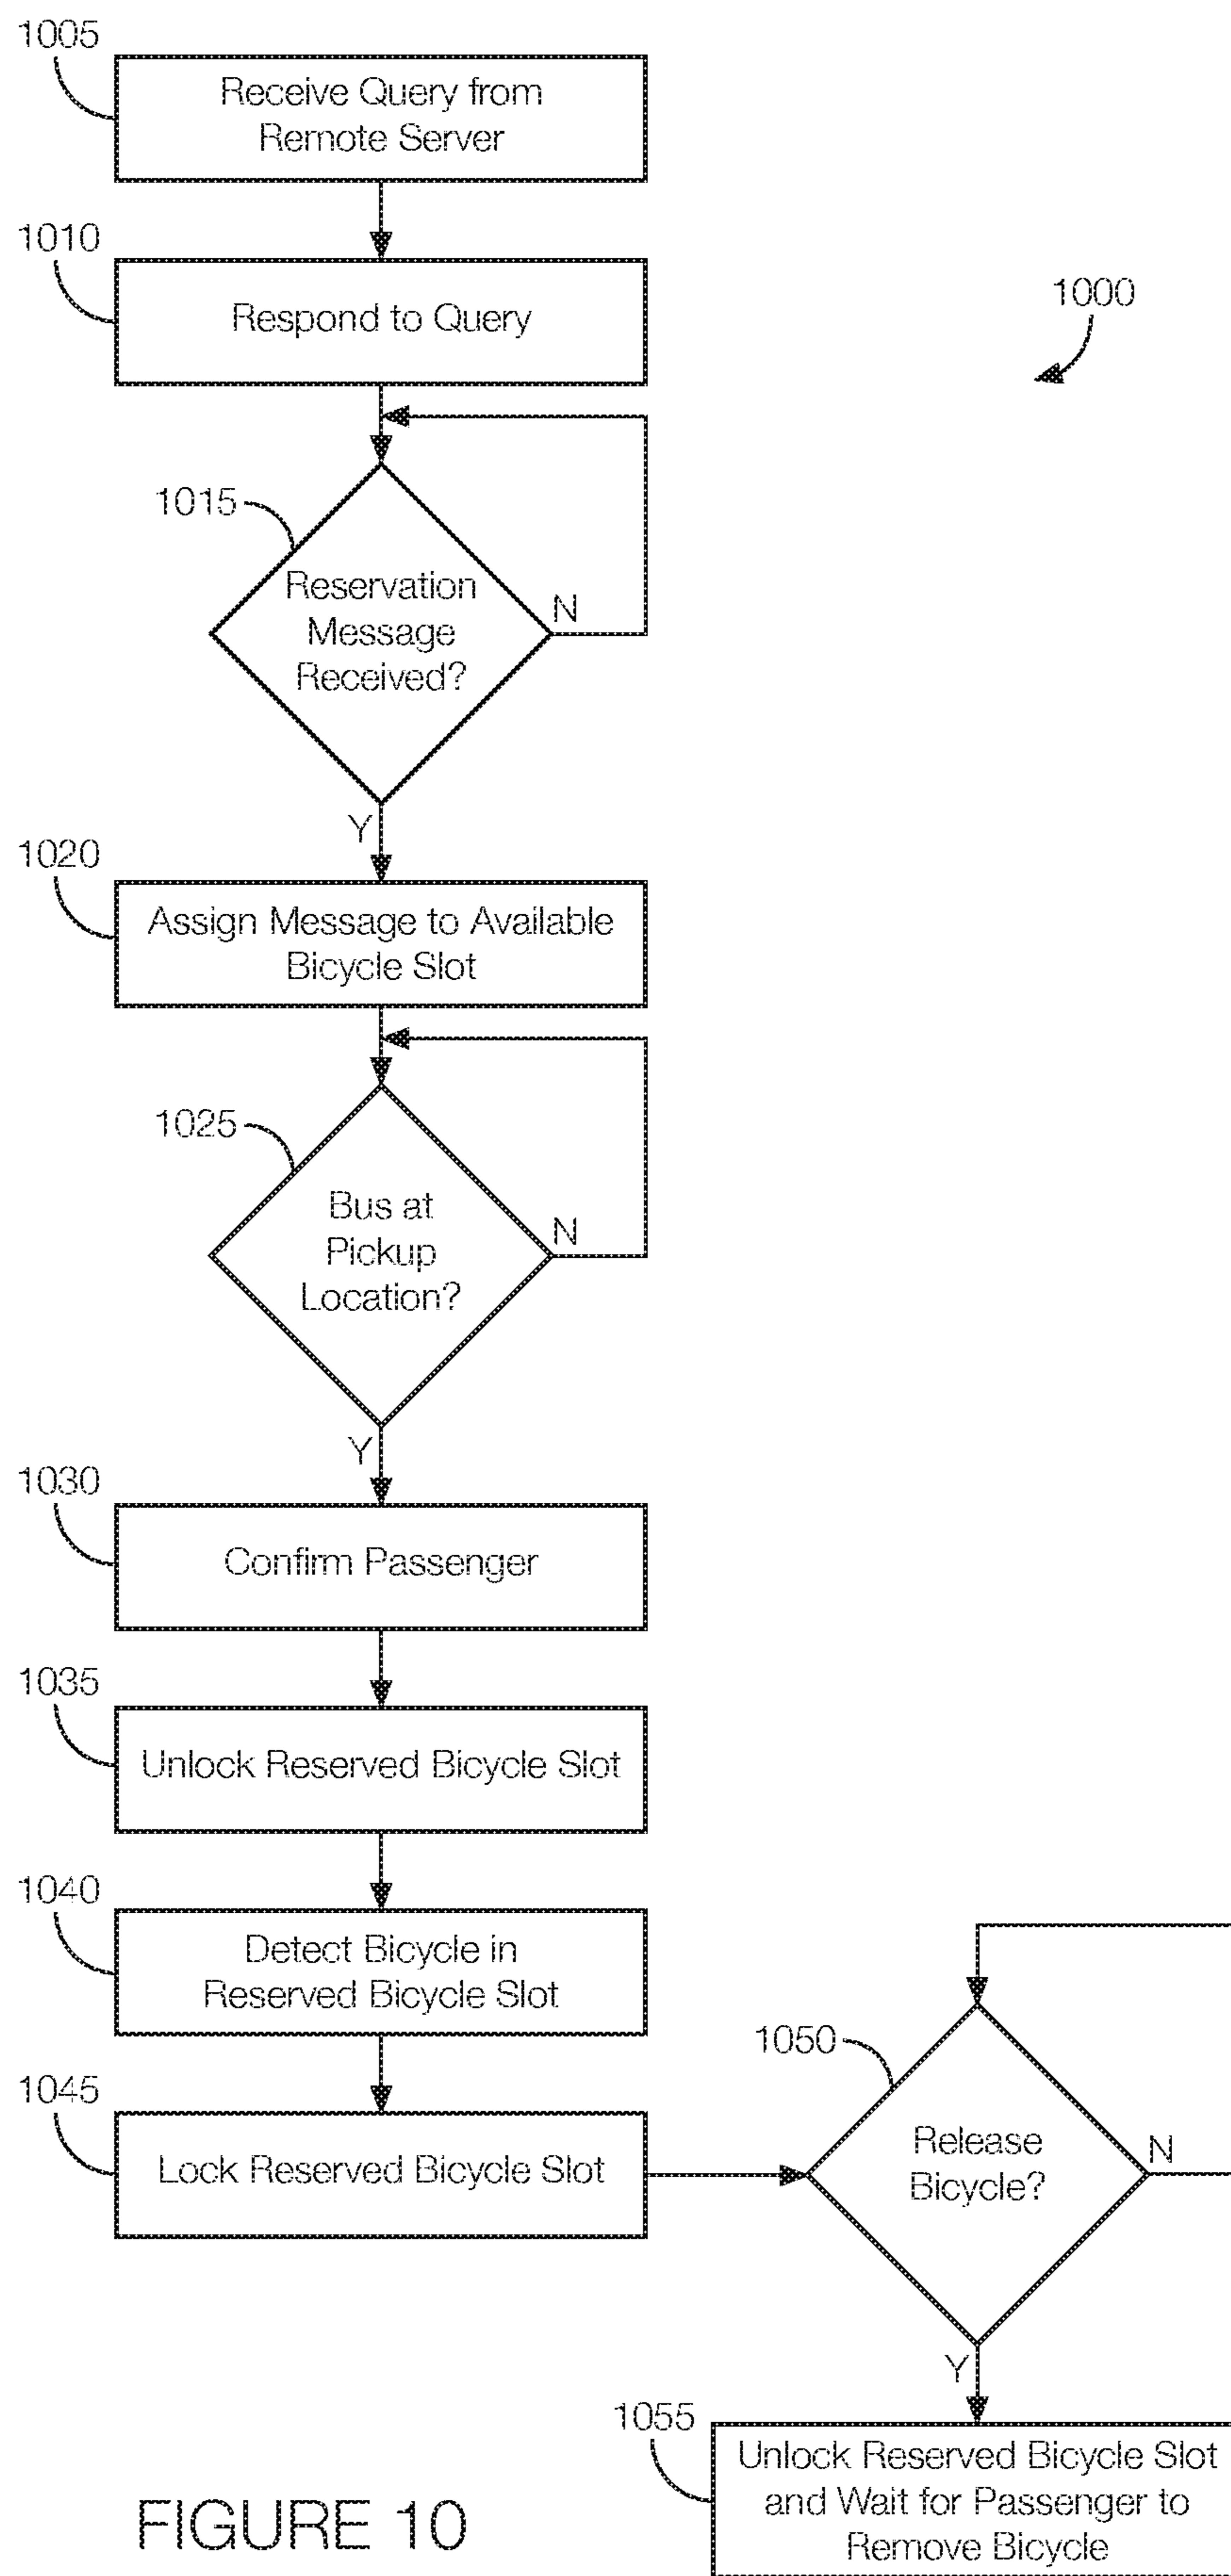 1005
Receive Query from
Remote Server
1010
Respond to Query
1000
1015
Reservation
Message
Received?
N
Y
1020
Assign Message to Available
Bicycle Slot
1025
Bus at
Pickup
Location?
N
Y
1030
Confirm Passenger
1035
Unlock Reserved Bicycle Slot
1040
Detect Bicycle in
Reserved Bicycle Slot
1045
Lock Reserved Bicycle Slot
1050
Release
Bicycle?
N
Y
1055
Unlock Reserved Bicycle Slot
and Wait for Passenger to
Remove Bicycle
FIGURE 10